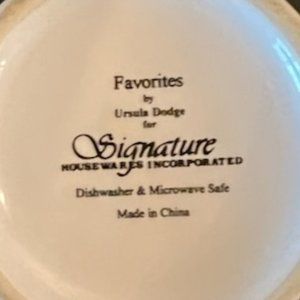 Favorites
by
Ursula Dodge
for
Signature
HOUSEWARES INCORPORATED
Dishwasher & Microwave Safe
Made in China